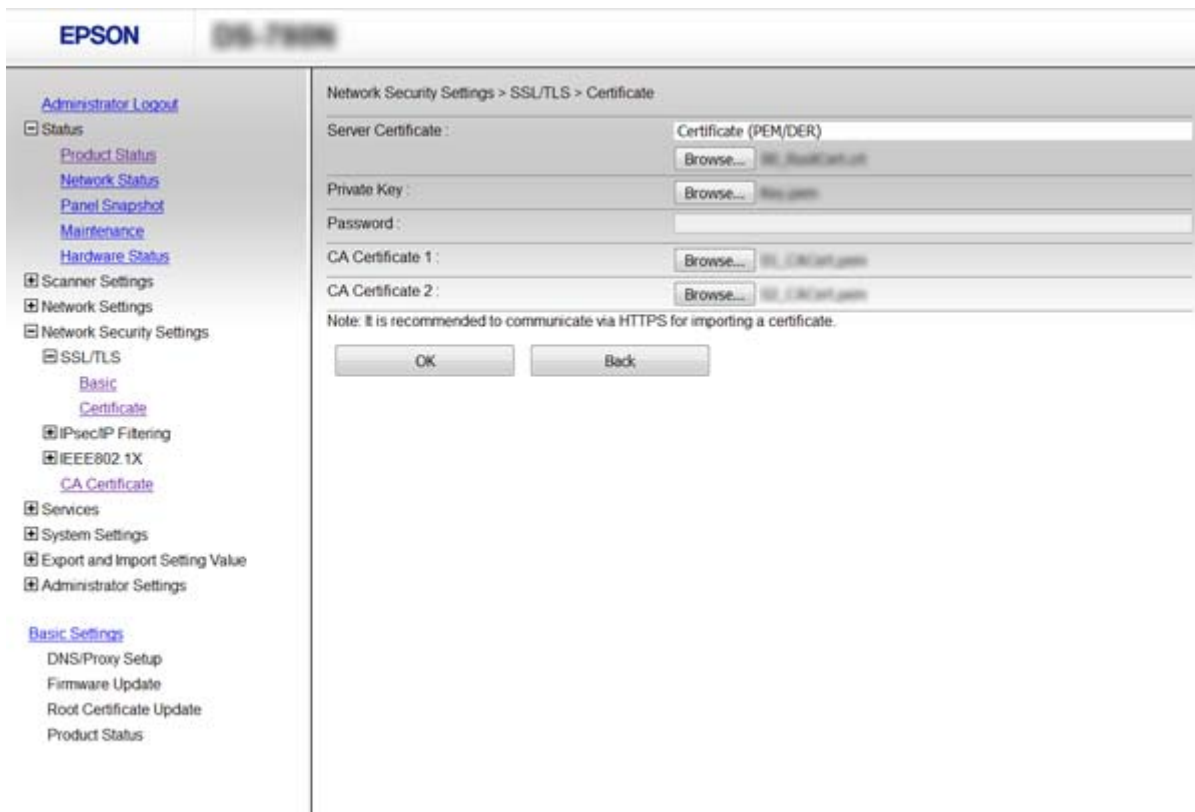 EPSON
Administrator Logout
Status
Product Status
Network Status
Panel Snapshot
Maintenance
Hardware Status
Scanner Settings
Network Settings
Network Security Settings
SSL/TLS
Basic
Certificate
IPsec/IP Filtering
IEEE802.1X
CA Certificate
Services
System Settings
Export and Import Setting Value
Administrator Settings
Basic Settings
DNS/Proxy Setup
Firmware Update
Root Certificate Update
Product Status
Network Security Settings > SSL/TLS > Certificate
Server Certificate : Certificate (PEM/DER)
Browse...
Private Key : Browse...
Password :
CA Certificate 1 : Browse...
CA Certificate 2 : Browse...
Note: It is recommended to communicate via HTTPS for importing a certificate.
OK Back